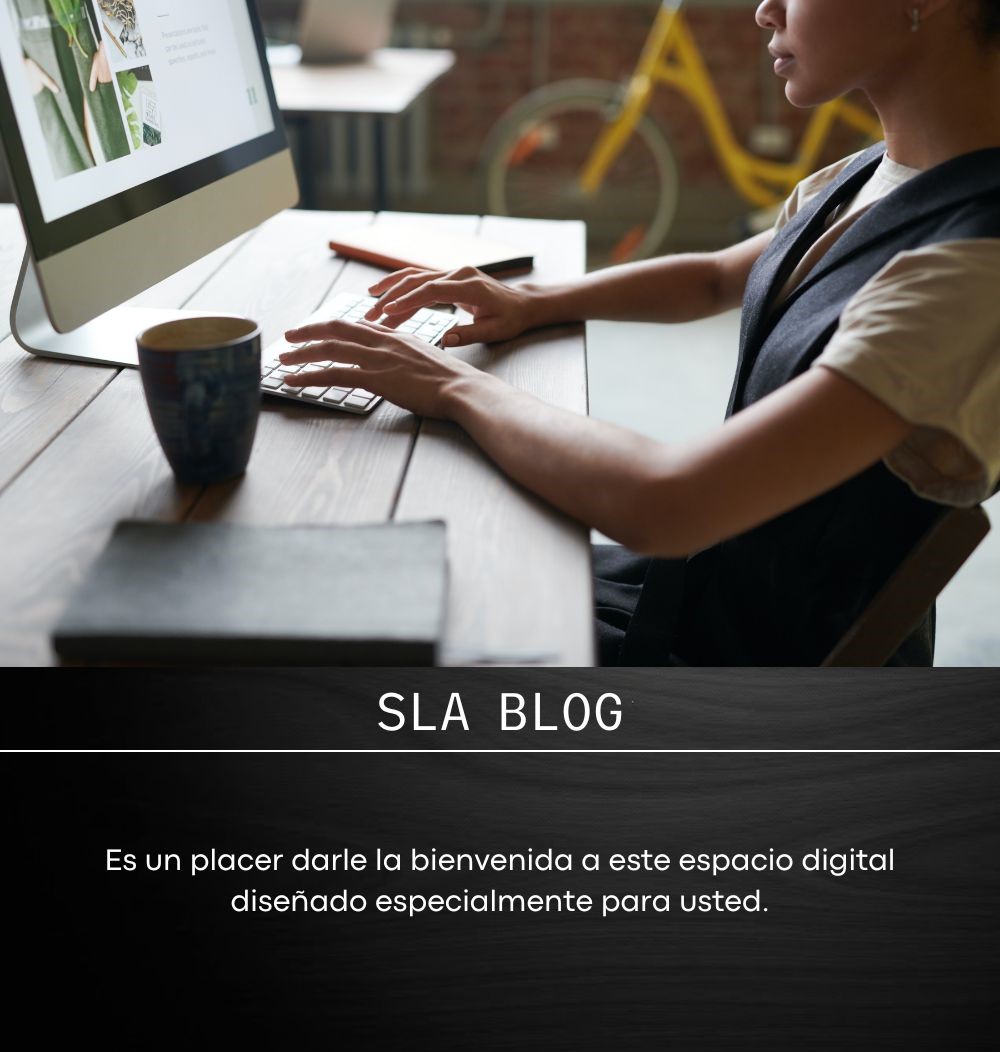 SLA BLOG
Es un placer darle la bienvenida a este espacio digital
diseñado especialmente para usted.